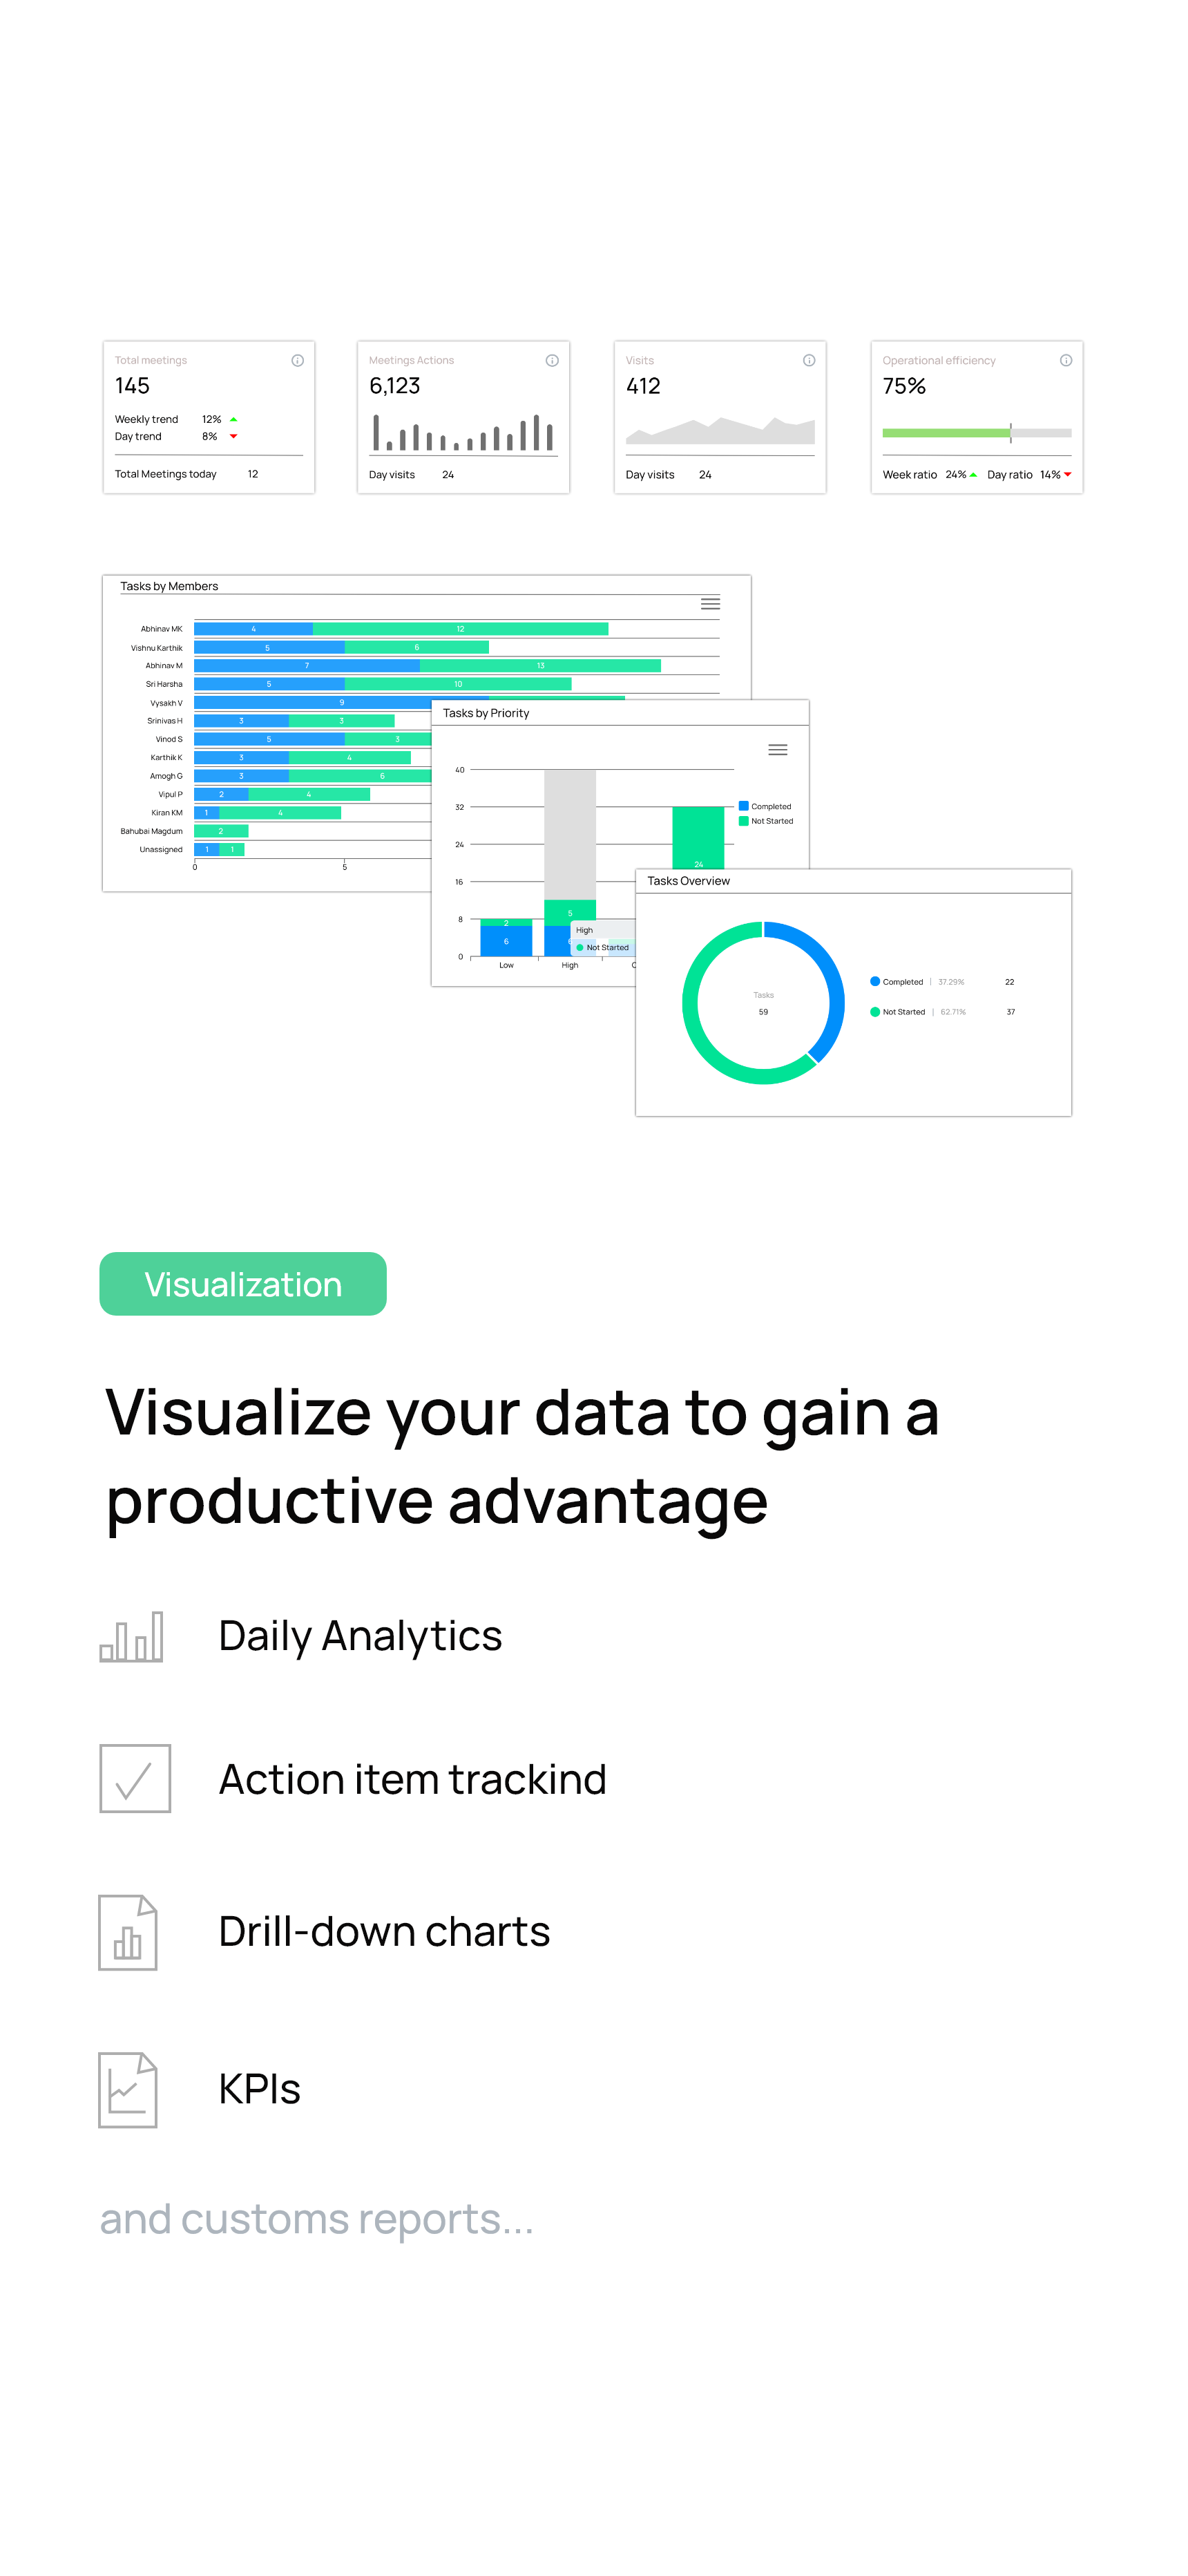 Total meetings
145
Weekly trend 12%
Day trend 8%
Total Meetings today 12
Meetings Actions
6,123
Day visits 24
Visits
412
Day visits 24
Operational efficiency
75%
Week ratio 24% Day ratio 14%
Tasks by Members
Abhinav MK 4 12
Vishnu Karthik 5 6
Abhinav M 7 13
Sri Harsha 5 10
Vysakh V 9
Srinivas H 3 3
Vinod S 5 3
Karthik K 3 4
Amogh G 3 6
Vipul P 2 4
Kiran KM 1 4
Bahubai Magdum 2
Unassigned 1 1
0 5
Tasks by Priority
40
32
24
16
8
0
Completed
Not Started
24
5
2
6
High
Not Started
Low High
Tasks Overview
Tasks
59
Completed | 37.29% 22
Not Started | 62.71% 37
Visualization
Visualize your data to gain a
productive advantage
Daily Analytics
Action item trackind
Drill-down charts
KPIs
and customs reports...